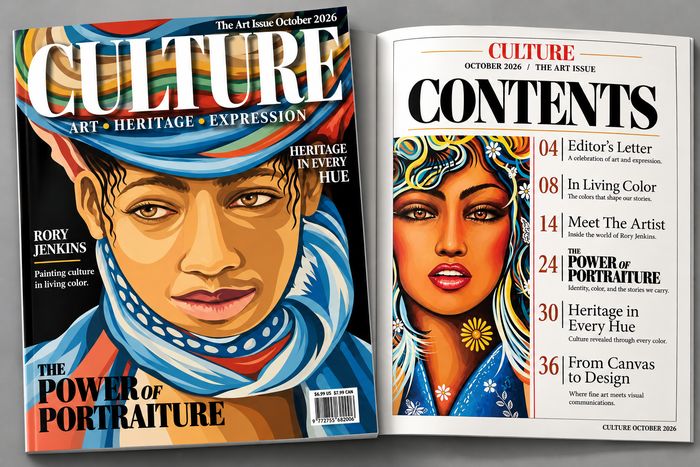 The Art Issue October 2026
CULTURE
ART • HERITAGE • EXPRESSION
HERITAGE
IN EVERY
HUE
RORY
JENKINS
Painting culture
in living color.
THE
POWER OF
PORTRAITURE
$6.99 US $7.99 CAN
9 772755 682006
CULTURE
OCTOBER 2026 / THE ART ISSUE
CONTENTS
04 Editor's Letter
A celebration of art and expression.
08 In Living Color
The colors that shape our stories.
14 Meet The Artist
Inside the world of Rory Jenkins.
24 THE
POWER OF
PORTRAITURE
Identity, color, and the stories we carry.
30 Heritage in
Every Hue
Culture revealed through every color.
36 From Canvas
to Design
Where fine art meets visual
communications.
CULTURE OCTOBER 2026